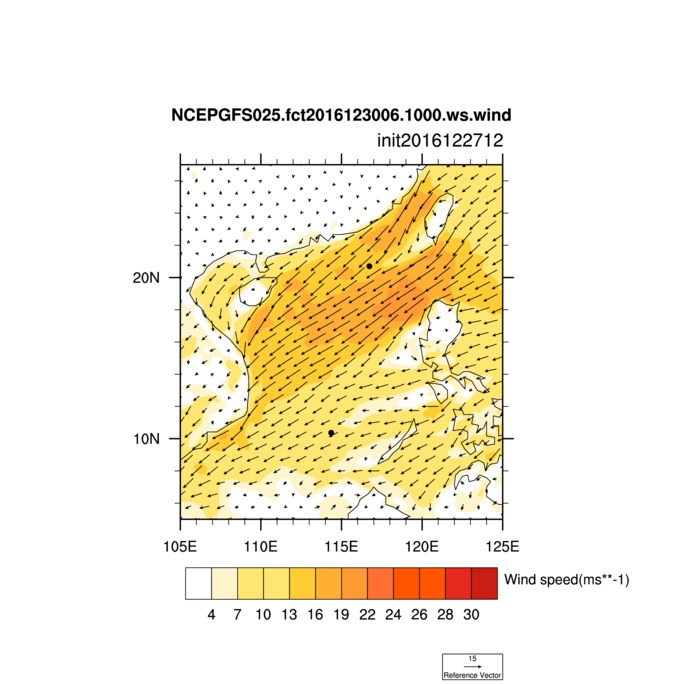 NCEPGFS025.fct2016123006.1000.ws.wind
init2016122712
20N
10N
105E 110E 115E 120E 125E
Wind speed(ms**-1)
4 7 10 13 16 19 22 24 26 28 30
15
Reference Vector